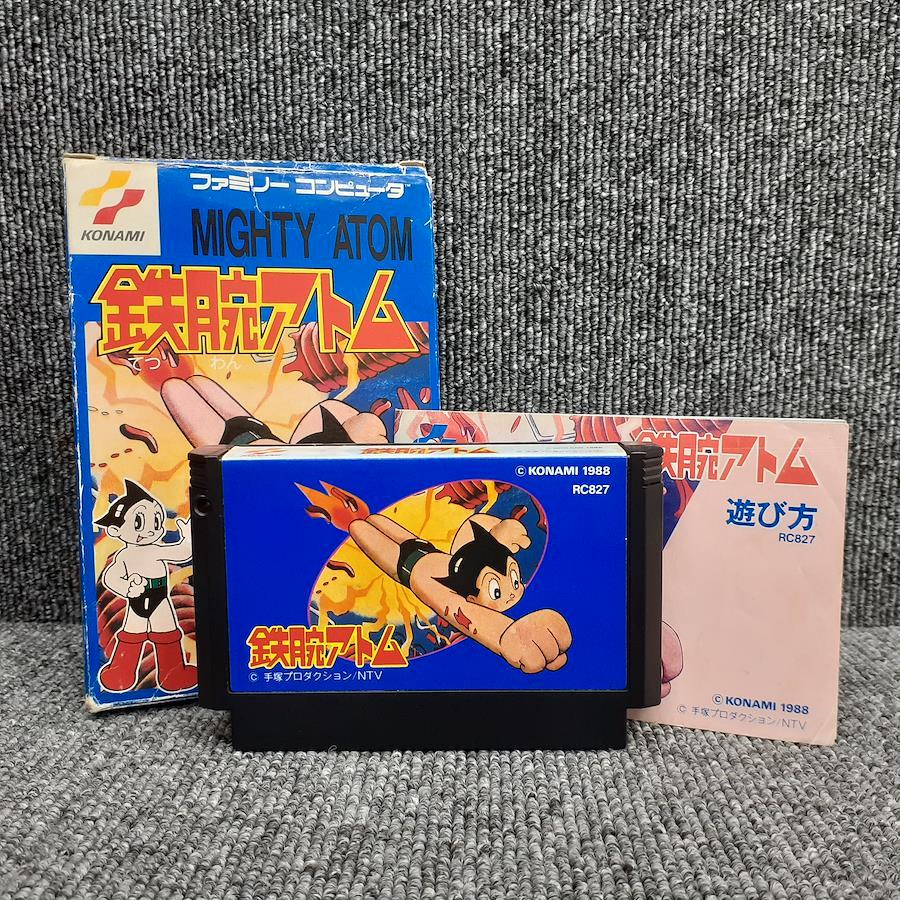 KONAMI
ファミリー コンピュータ™
MIGHTY ATOM
鉄腕アトム
てつ わん
鉄腕アトム
© KONAMI 1988
RC827
鉄腕アトム
© 手塚プロダクション/NTV
鉄腕アトム
遊び方
RC827
© KONAMI 1988
© 手塚プロダクション/NTV